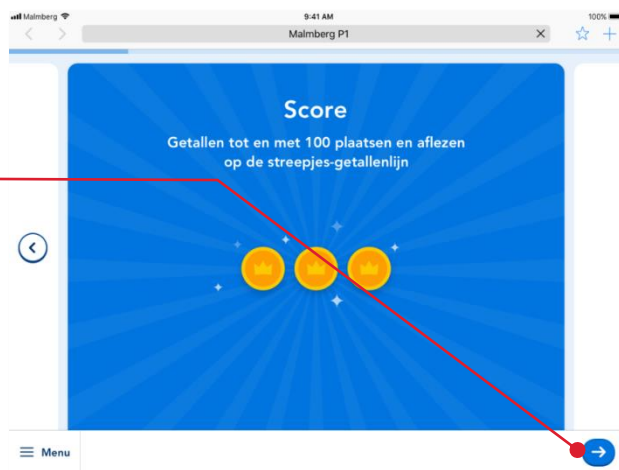 Malmberg
9:41 AM
100%
Malmberg P1
Score
Getallen tot en met 100 plaatsen en aflezen
op de streepjes-getallenlijn
Menu